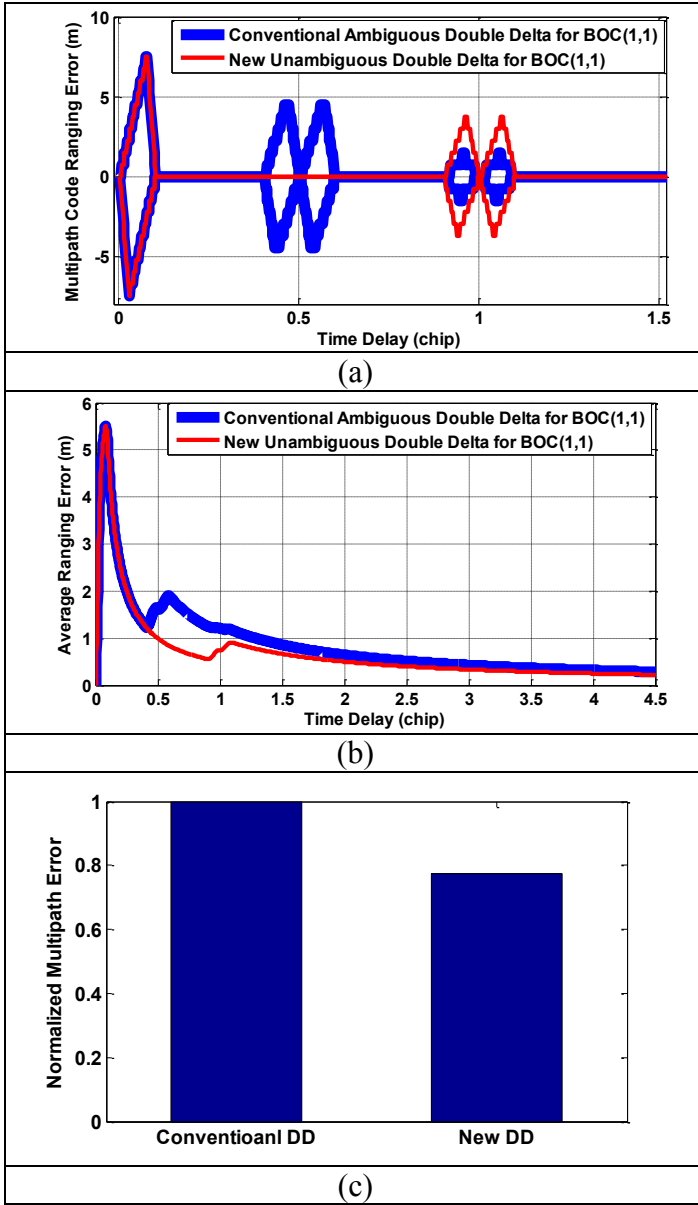 10
5
0
-5
Multipath Code Ranging Error (m)
Conventional Ambiguous Double Delta for BOC(1,1)
New Unambiguous Double Delta for BOC(1,1)
0 0.5 1 1.5
Time Delay (chip)
(a)
6
5
4
3
2
1
0
Average Ranging Error (m)
Conventional Ambiguous Double Delta for BOC(1,1)
New Unambiguous Double Delta for BOC(1,1)
0 0.5 1 1.5 2 2.5 3 3.5 4 4.5
Time Delay (chip)
(b)
1
0.8
0.6
0.4
0.2
0
Normalized Multipath Error
Conventioanl DD New DD
(c)